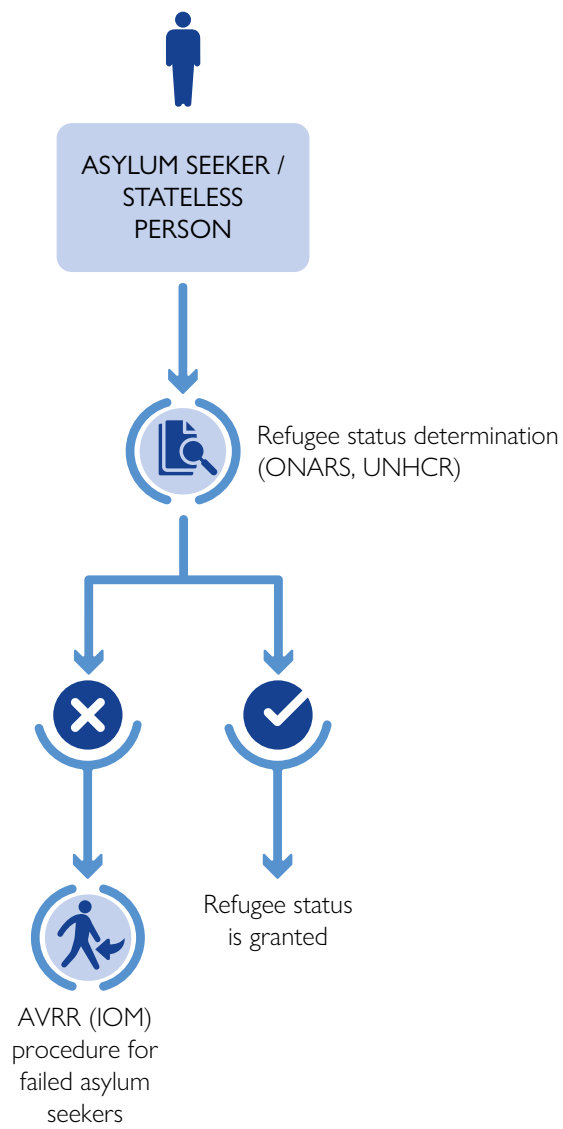 ASYLUM SEEKER /
STATELESS
PERSON
Refugee status determination
(ONARS, UNHCR)
Refugee status
is granted
AVRR (IOM)
procedure for
failed asylum
seekers